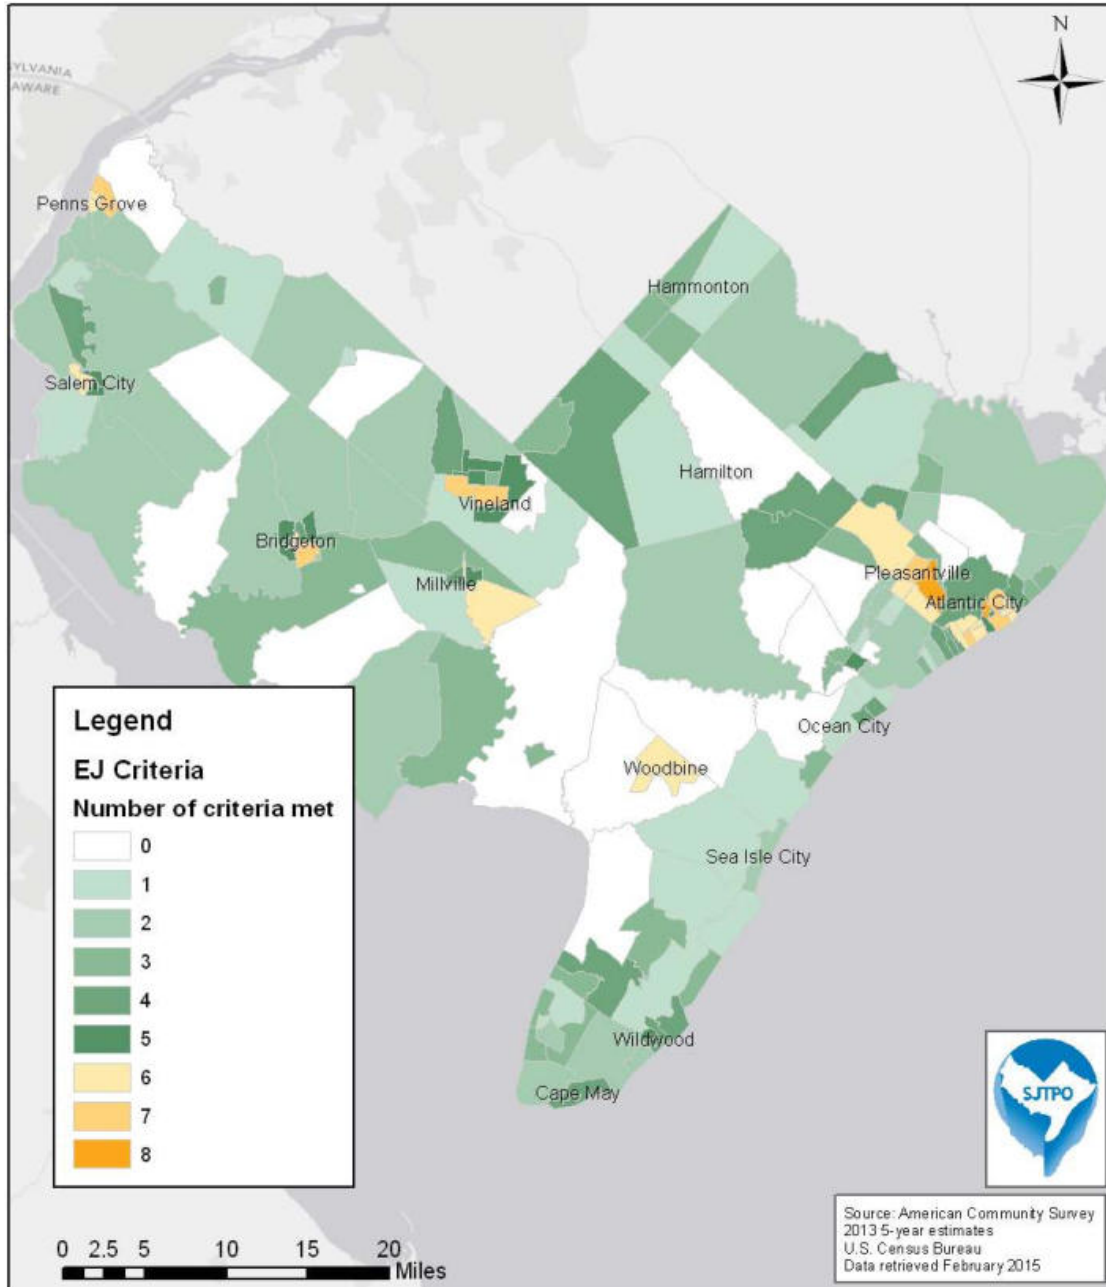 N
SYLVANIA
AWARE
Penns Grove
Hammonton
Salem City
Hamilton
Vineland
Bridgeton
Pleasantville
Millville
Atlantic City
Ocean City
Woodbine
Sea Isle City
Wildwood
Cape May
Legend
EJ Criteria
Number of criteria met
0
1
2
3
4
5
6
7
8
SJTPO
Source: American Community Survey
2013 5-year estimates
U.S. Census Bureau
Data retrieved February 2015
0 2.5 5 10 15 20
Miles